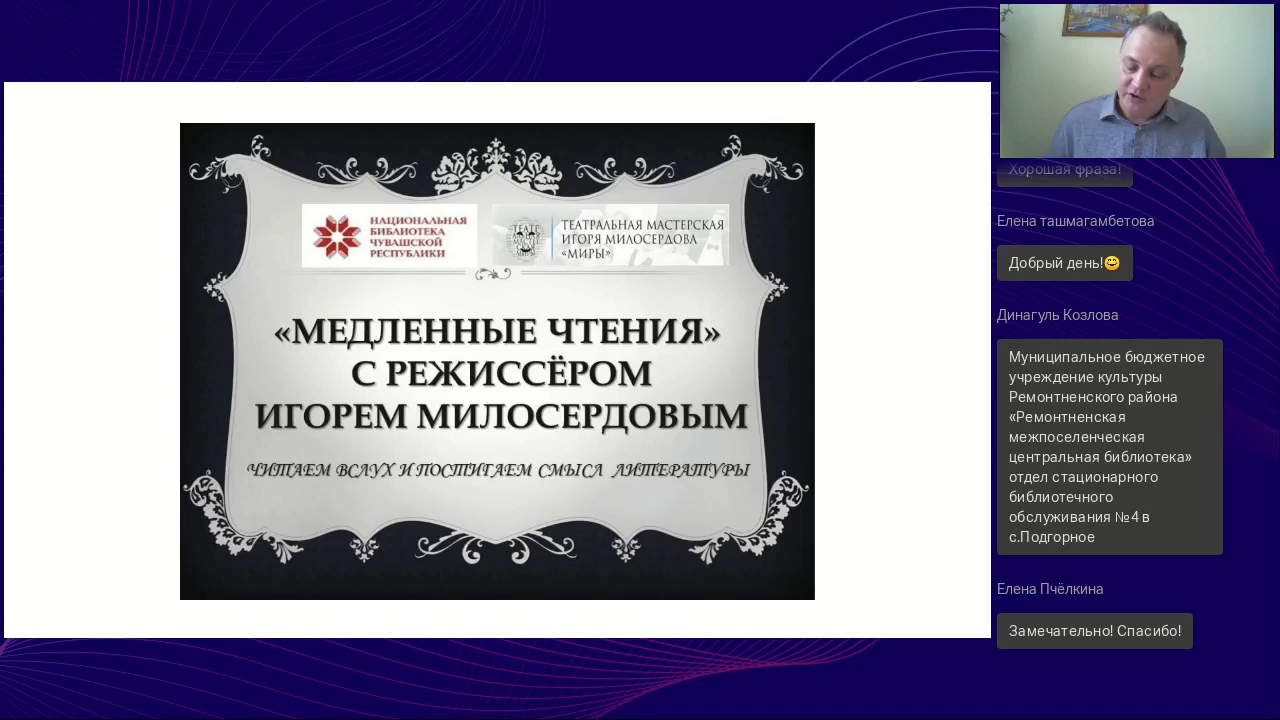 НАЦИОНАЛЬНАЯ
БИБЛИОТЕКА
ЧУВАШСКОЙ
РЕСПУБЛИКИ
ТЕАТРАЛЬНАЯ МАСТЕРСКАЯ
ИГОРЯ МИЛОСЕРДОВА
«МИРЫ»
«МЕДЛЕННЫЕ ЧТЕНИЯ»
С РЕЖИССЁРОМ
ИГОРЕМ МИЛОСЕРДОВЫМ
ЧИТАЕМ ВСЛУХ И ПОСТИГАЕМ СМЫСЛ ЛИТЕРАТУРЫ
Хорошая фраза!
Елена ташмагамбетова
Добрый день!😄
Динагуль Козлова
Муниципальное бюджетное
учреждение культуры
Ремонтненского района
«Ремонтненская
межпоселенческая
центральная библиотека»
отдел стационарного
библиотечного
обслуживания №4 в
с.Подгорное
Елена Пчёлкина
Замечательно! Спасибо!